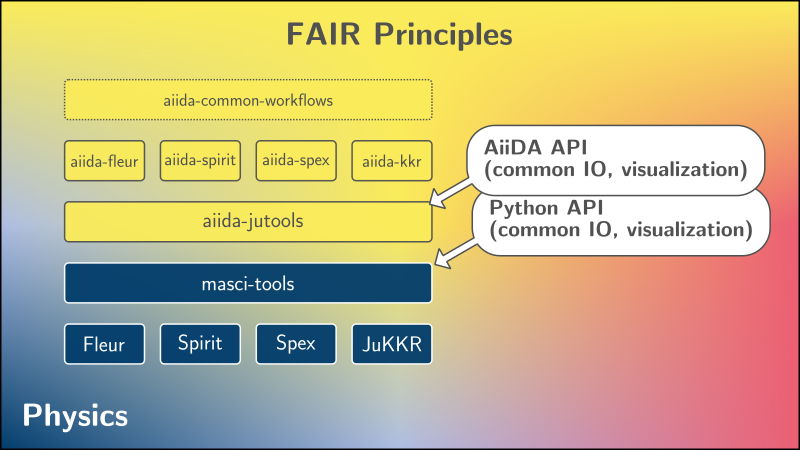 FAIR Principles
aiida-common-workflows
aiida-fleur
aiida-spirit
aiida-spex
aiida-kkr
AiiDA API
(common IO, visualization)
aiida-jutools
Python API
(common IO, visualization)
masci-tools
Fleur
Spirit
Spex
JuKKR
Physics